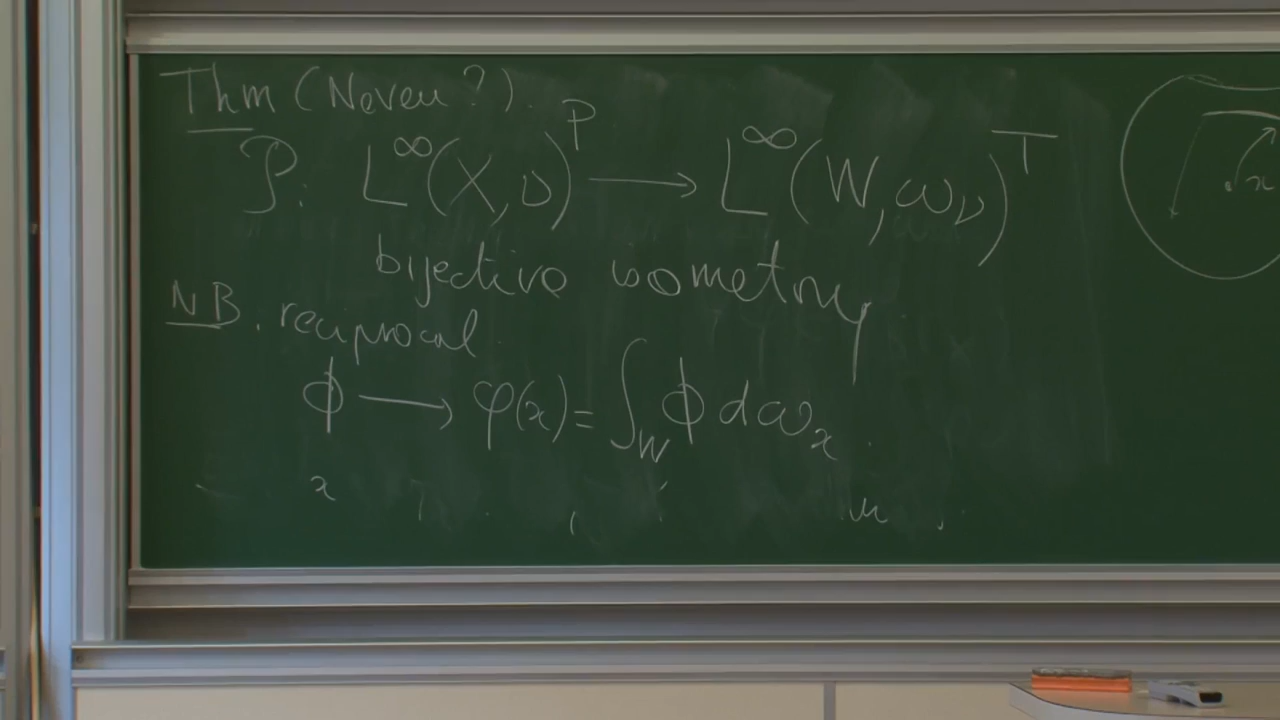 Thm (Neveu?).
P: L^∞(X,ν)^P ⟶ L^∞(W,ω_ν)^T
bijective isometry
NB. reciprocal
ϕ ⟶ φ(x) = ∫_W ϕ dω_x.
x